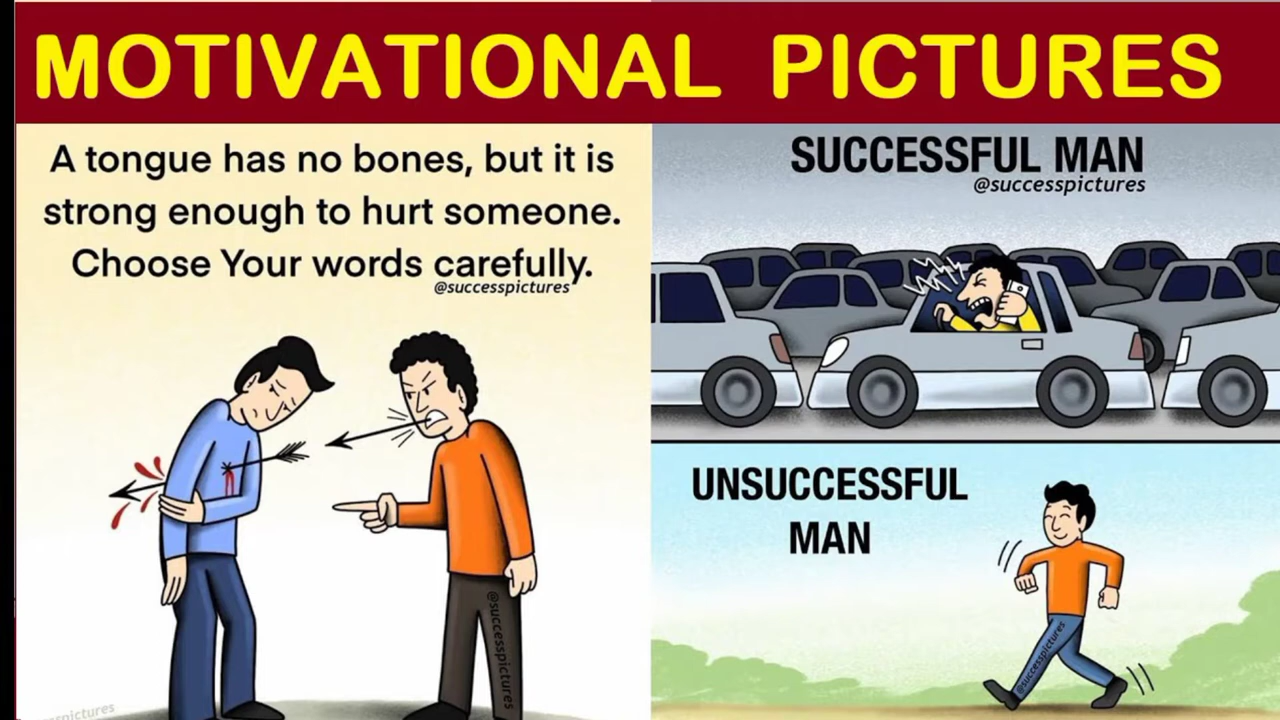 MOTIVATIONAL PICTURES
A tongue has no bones, but it is
strong enough to hurt someone.
Choose Your words carefully.
@successpictures
@successpictures
SUCCESSFUL MAN
@successpictures
UNSUCCESSFUL
MAN
@successpictures